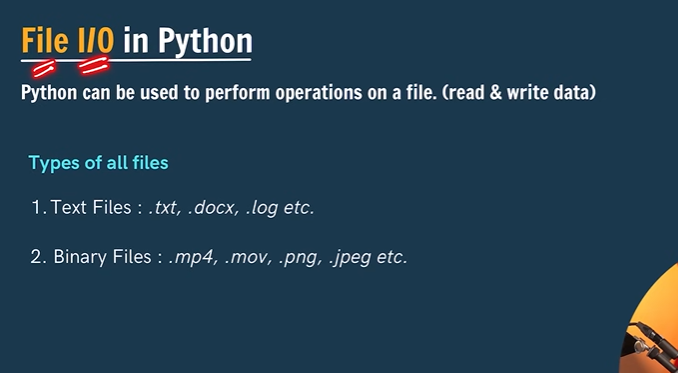 File I/O in Python
Python can be used to perform operations on a file. (read & write data)
Types of all files
1. Text Files : .txt, .docx, .log etc.
2. Binary Files : .mp4, .mov, .png, .jpeg etc.